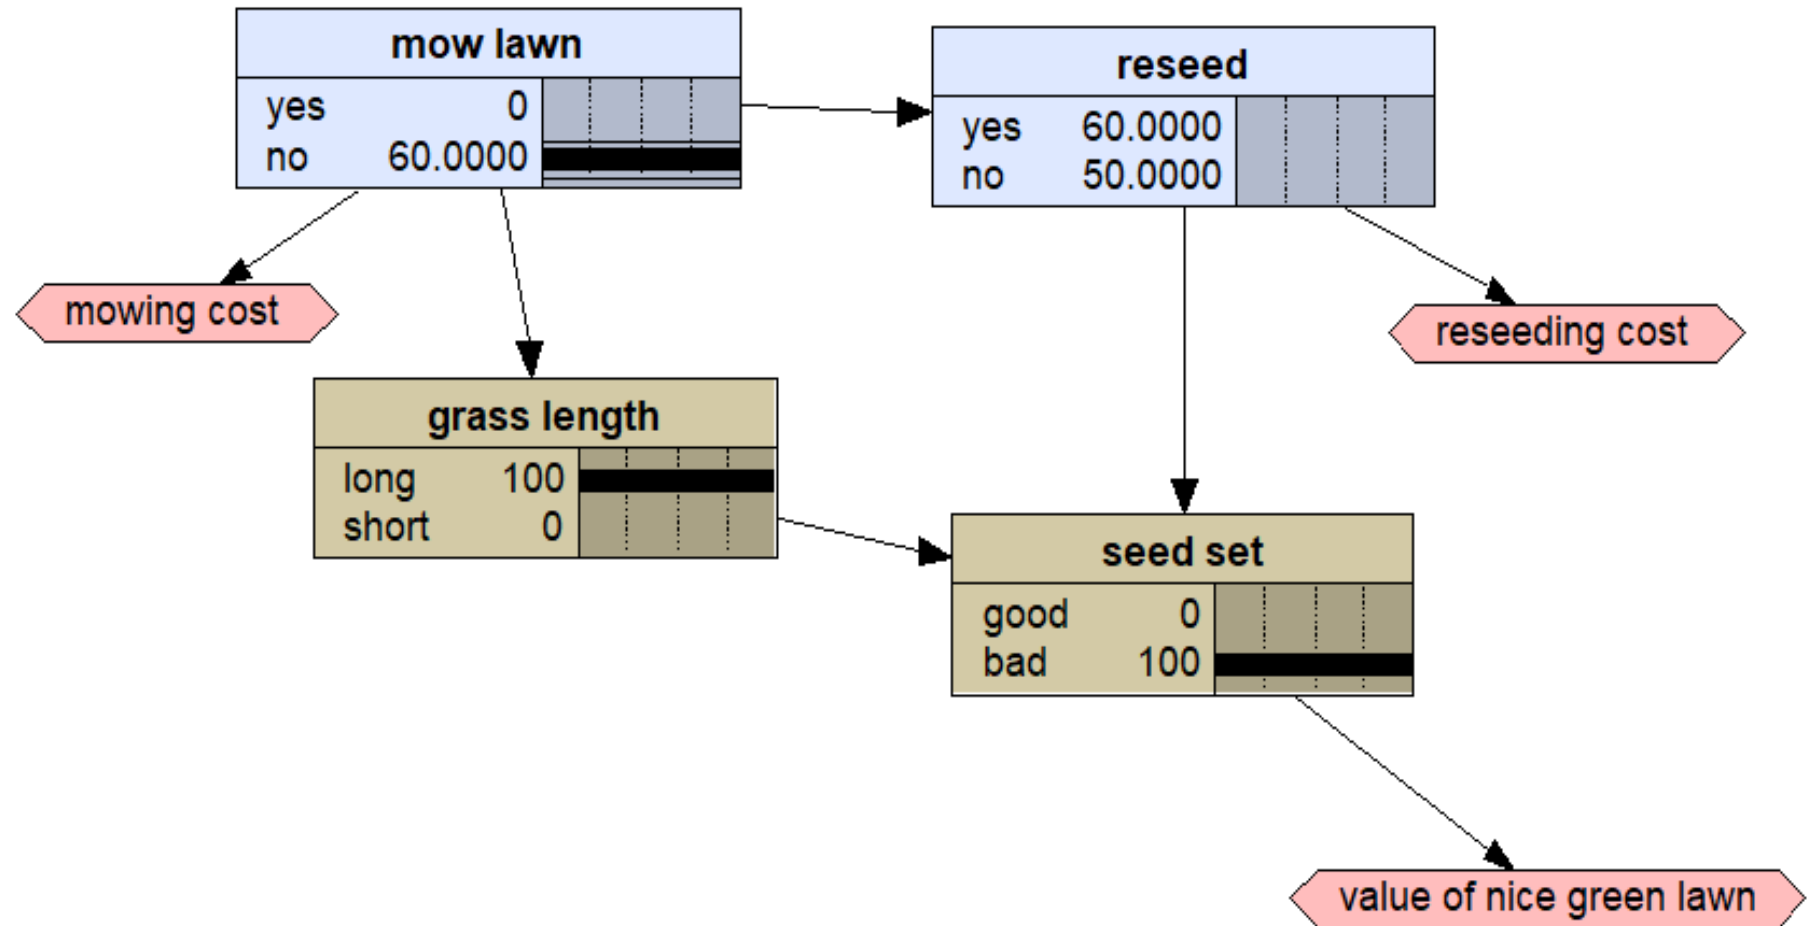 mow lawn
yes 0
no 60.0000
reseed
yes 60.0000
no 50.0000
mowing cost
reseeding cost
grass length
long 100
short 0
seed set
good 0
bad 100
value of nice green lawn